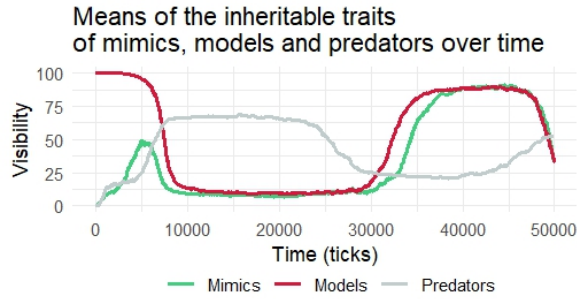 Means of the inheritable traits
of mimics, models and predators over time
100
75
50
25
0
Visibility
0 10000 20000 30000 40000 50000
Time (ticks)
Mimics Models Predators